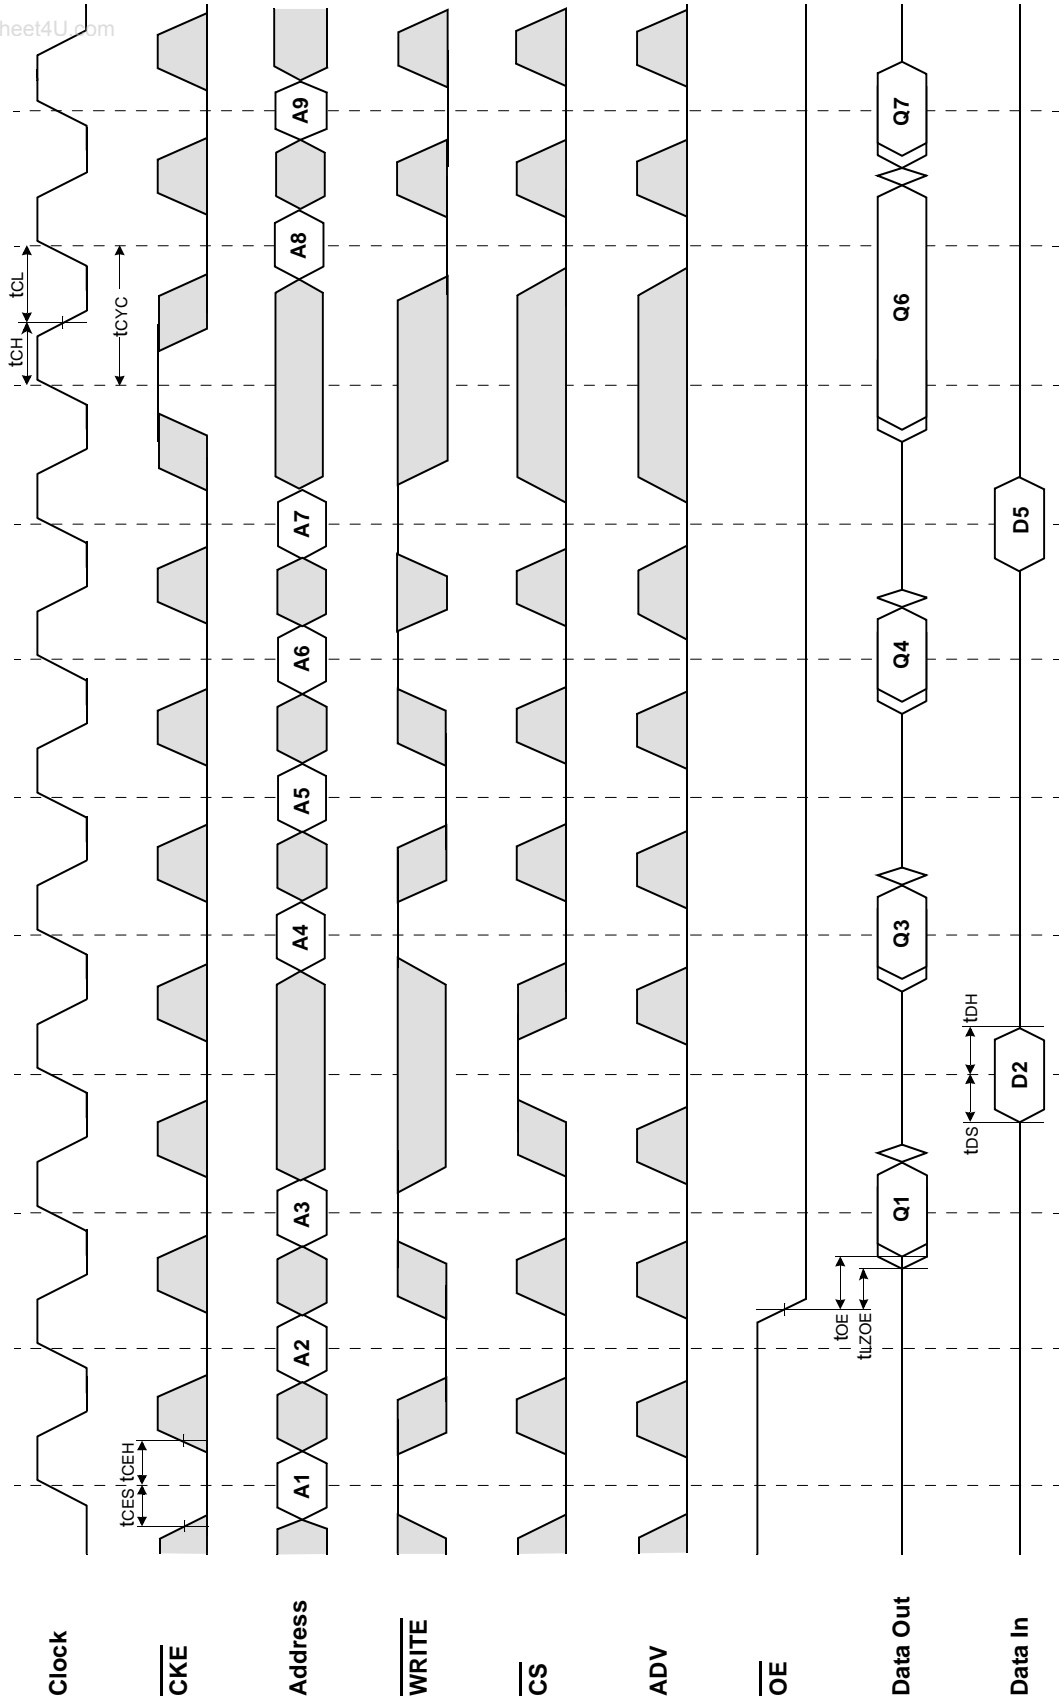 heet4U.com
Clock
tCES tCEH
tCH tCL
tCYC
CKE
Address
A1
A2
A3
A4
A5
A6
A7
A8
A9
WRITE
CS
ADV
OE
tOE
tLZOE
Data Out
Q1
Q3
Q4
Q6
Q7
tDS
tDH
Data In
D2
D5